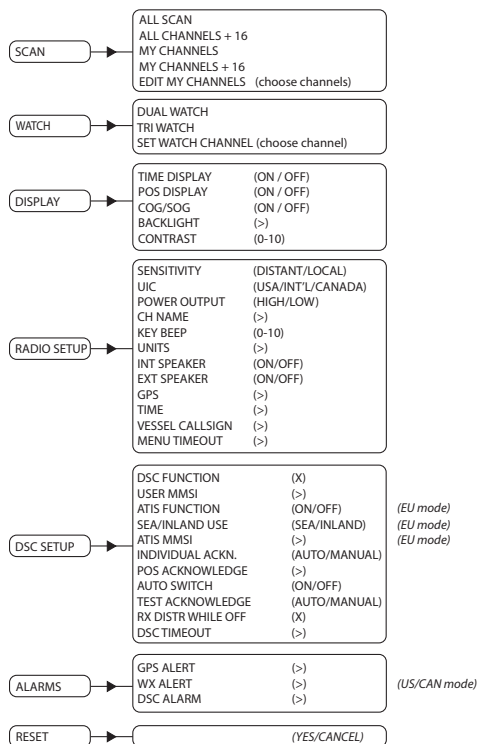 SCAN
ALL SCAN
ALL CHANNELS + 16
MY CHANNELS
MY CHANNELS + 16
EDIT MY CHANNELS (choose channels)
WATCH
DUAL WATCH
TRI WATCH
SET WATCH CHANNEL (choose channel)
DISPLAY
TIME DISPLAY (ON / OFF)
POS DISPLAY (ON / OFF)
COG/SOG (ON / OFF)
BACKLIGHT (>)
CONTRAST (0-10)
RADIO SETUP
SENSITIVITY (DISTANT/LOCAL)
UIC (USA/INT'L/CANADA)
POWER OUTPUT (HIGH/LOW)
CH NAME (>)
KEY BEEP (0-10)
UNITS (>)
INT SPEAKER (ON/OFF)
EXT SPEAKER (ON/OFF)
GPS (>)
TIME (>)
VESSEL CALLSIGN (>)
MENU TIMEOUT (>)
DSC SETUP
DSC FUNCTION (X)
USER MMSI (>)
ATIS FUNCTION (ON/OFF) (EU mode)
SEA/INLAND USE (SEA/INLAND) (EU mode)
ATIS MMSI (>) (EU mode)
INDIVIDUAL ACKN. (AUTO/MANUAL)
POS ACKNOWLEDGE (>)
AUTO SWITCH (ON/OFF)
TEST ACKNOWLEDGE (AUTO/MANUAL)
RX DISTR WHILE OFF (X)
DSC TIMEOUT (>)
ALARMS
GPS ALERT (>)
WX ALERT (>) (US/CAN mode)
DSC ALARM (>)
RESET
(YES/CANCEL)